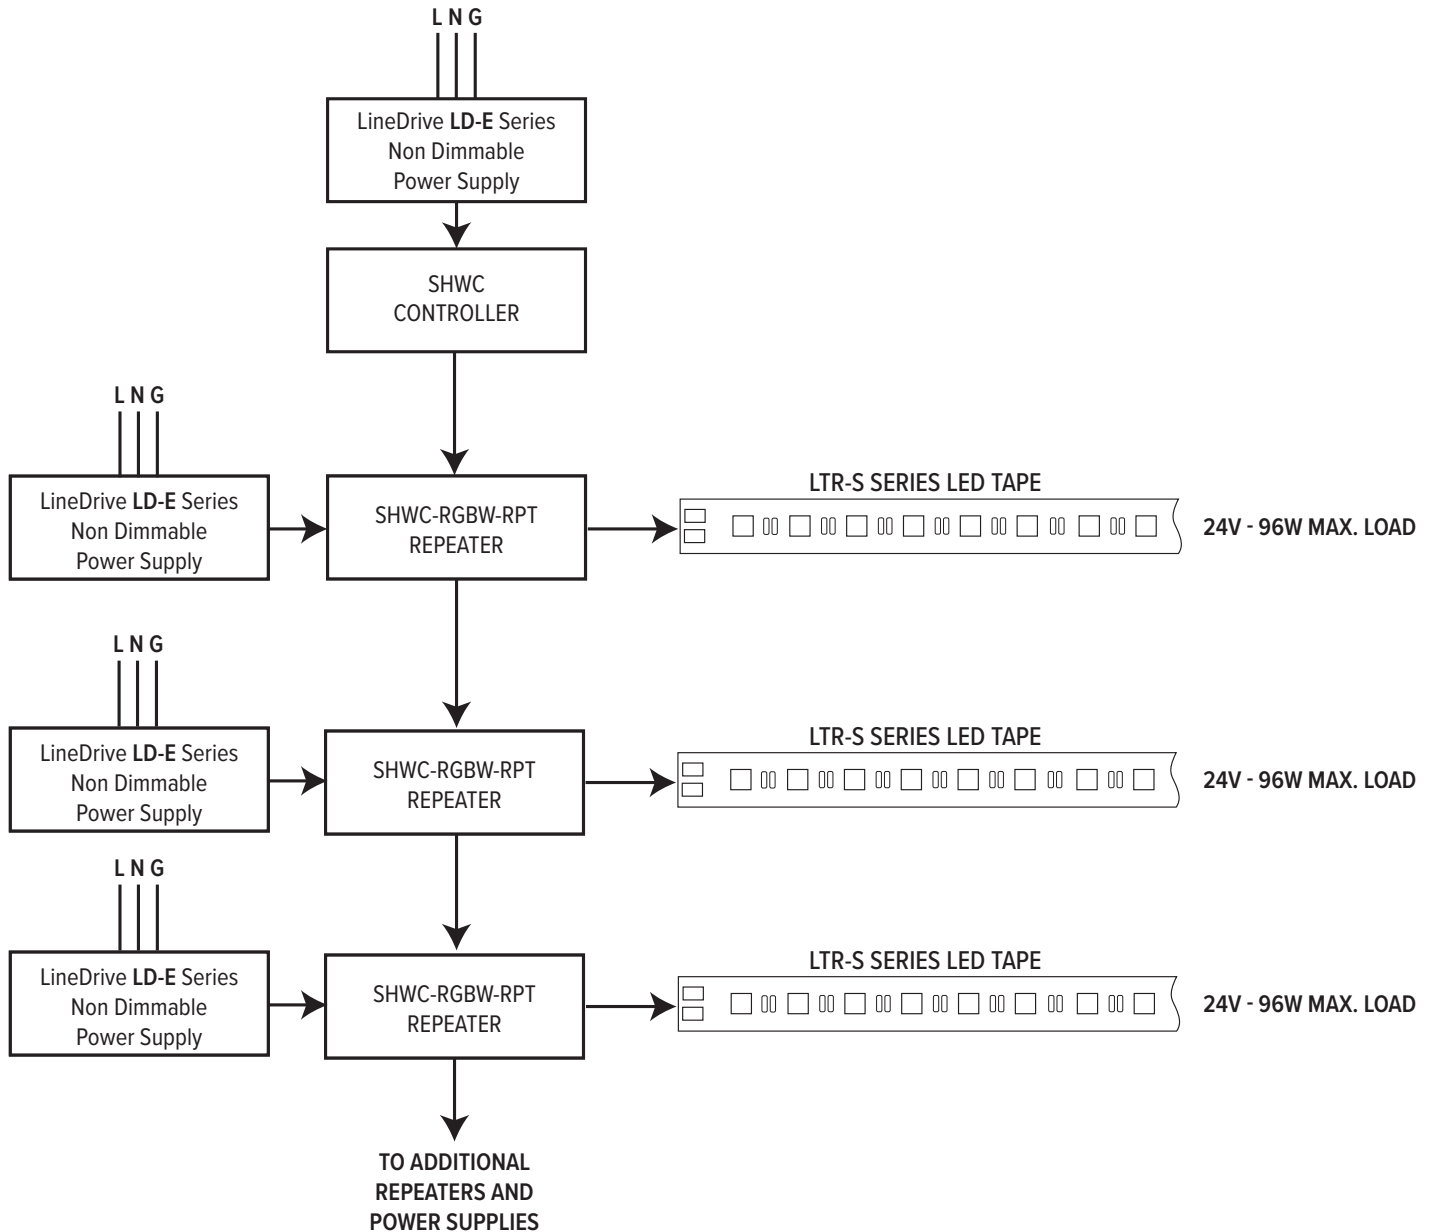 L N G
LineDrive LD-E Series
Non Dimmable
Power Supply
SHWC
CONTROLLER
L N G
LineDrive LD-E Series
Non Dimmable
Power Supply
SHWC-RGBW-RPT
REPEATER
LTR-S SERIES LED TAPE
24V - 96W MAX. LOAD
L N G
LineDrive LD-E Series
Non Dimmable
Power Supply
SHWC-RGBW-RPT
REPEATER
LTR-S SERIES LED TAPE
24V - 96W MAX. LOAD
L N G
LineDrive LD-E Series
Non Dimmable
Power Supply
SHWC-RGBW-RPT
REPEATER
LTR-S SERIES LED TAPE
24V - 96W MAX. LOAD
TO ADDITIONAL
REPEATERS AND
POWER SUPPLIES